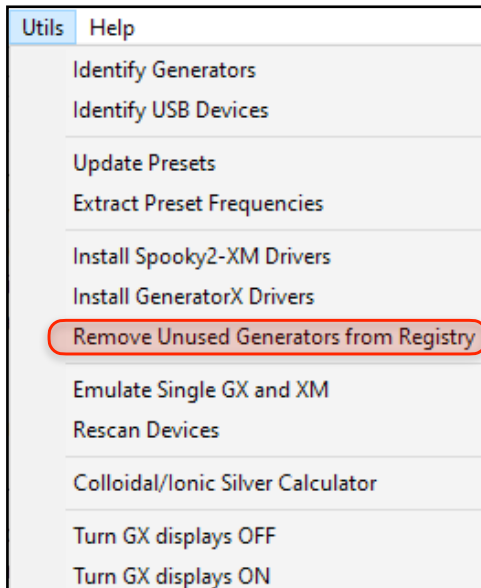 Utils Help
Identify Generators
Identify USB Devices
Update Presets
Extract Preset Frequencies
Install Spooky2-XM Drivers
Install GeneratorX Drivers
Remove Unused Generators from Registry
Emulate Single GX and XM
Rescan Devices
Colloidal/Ionic Silver Calculator
Turn GX displays OFF
Turn GX displays ON